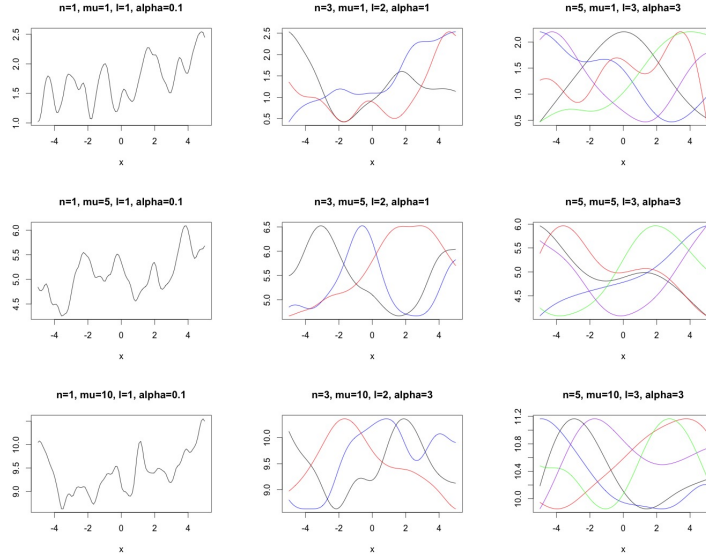 n=1, mu=1, l=1, alpha=0.1
n=3, mu=1, l=2, alpha=1
n=5, mu=1, l=3, alpha=3
2.5
2.0
1.5
1.0
-4 -2 0 2 4
x
2.5
2.0
1.5
1.0
0.5
-4 -2 0 2 4
x
2.0
1.5
1.0
0.5
-4 -2 0 2 4
x
n=1, mu=5, l=1, alpha=0.1
n=3, mu=5, l=2, alpha=1
n=5, mu=5, l=3, alpha=3
6.0
5.5
5.0
4.5
-4 -2 0 2 4
x
6.5
6.0
5.5
5.0
-4 -2 0 2 4
x
6.0
5.5
5.0
4.5
-4 -2 0 2 4
x
n=1, mu=10, l=1, alpha=0.1
n=3, mu=10, l=2, alpha=3
n=5, mu=10, l=3, alpha=3
10.0
9.5
9.0
-4 -2 0 2 4
x
10.0
9.5
9.0
-4 -2 0 2 4
x
11.2
10.8
10.4
10.0
-4 -2 0 2 4
x